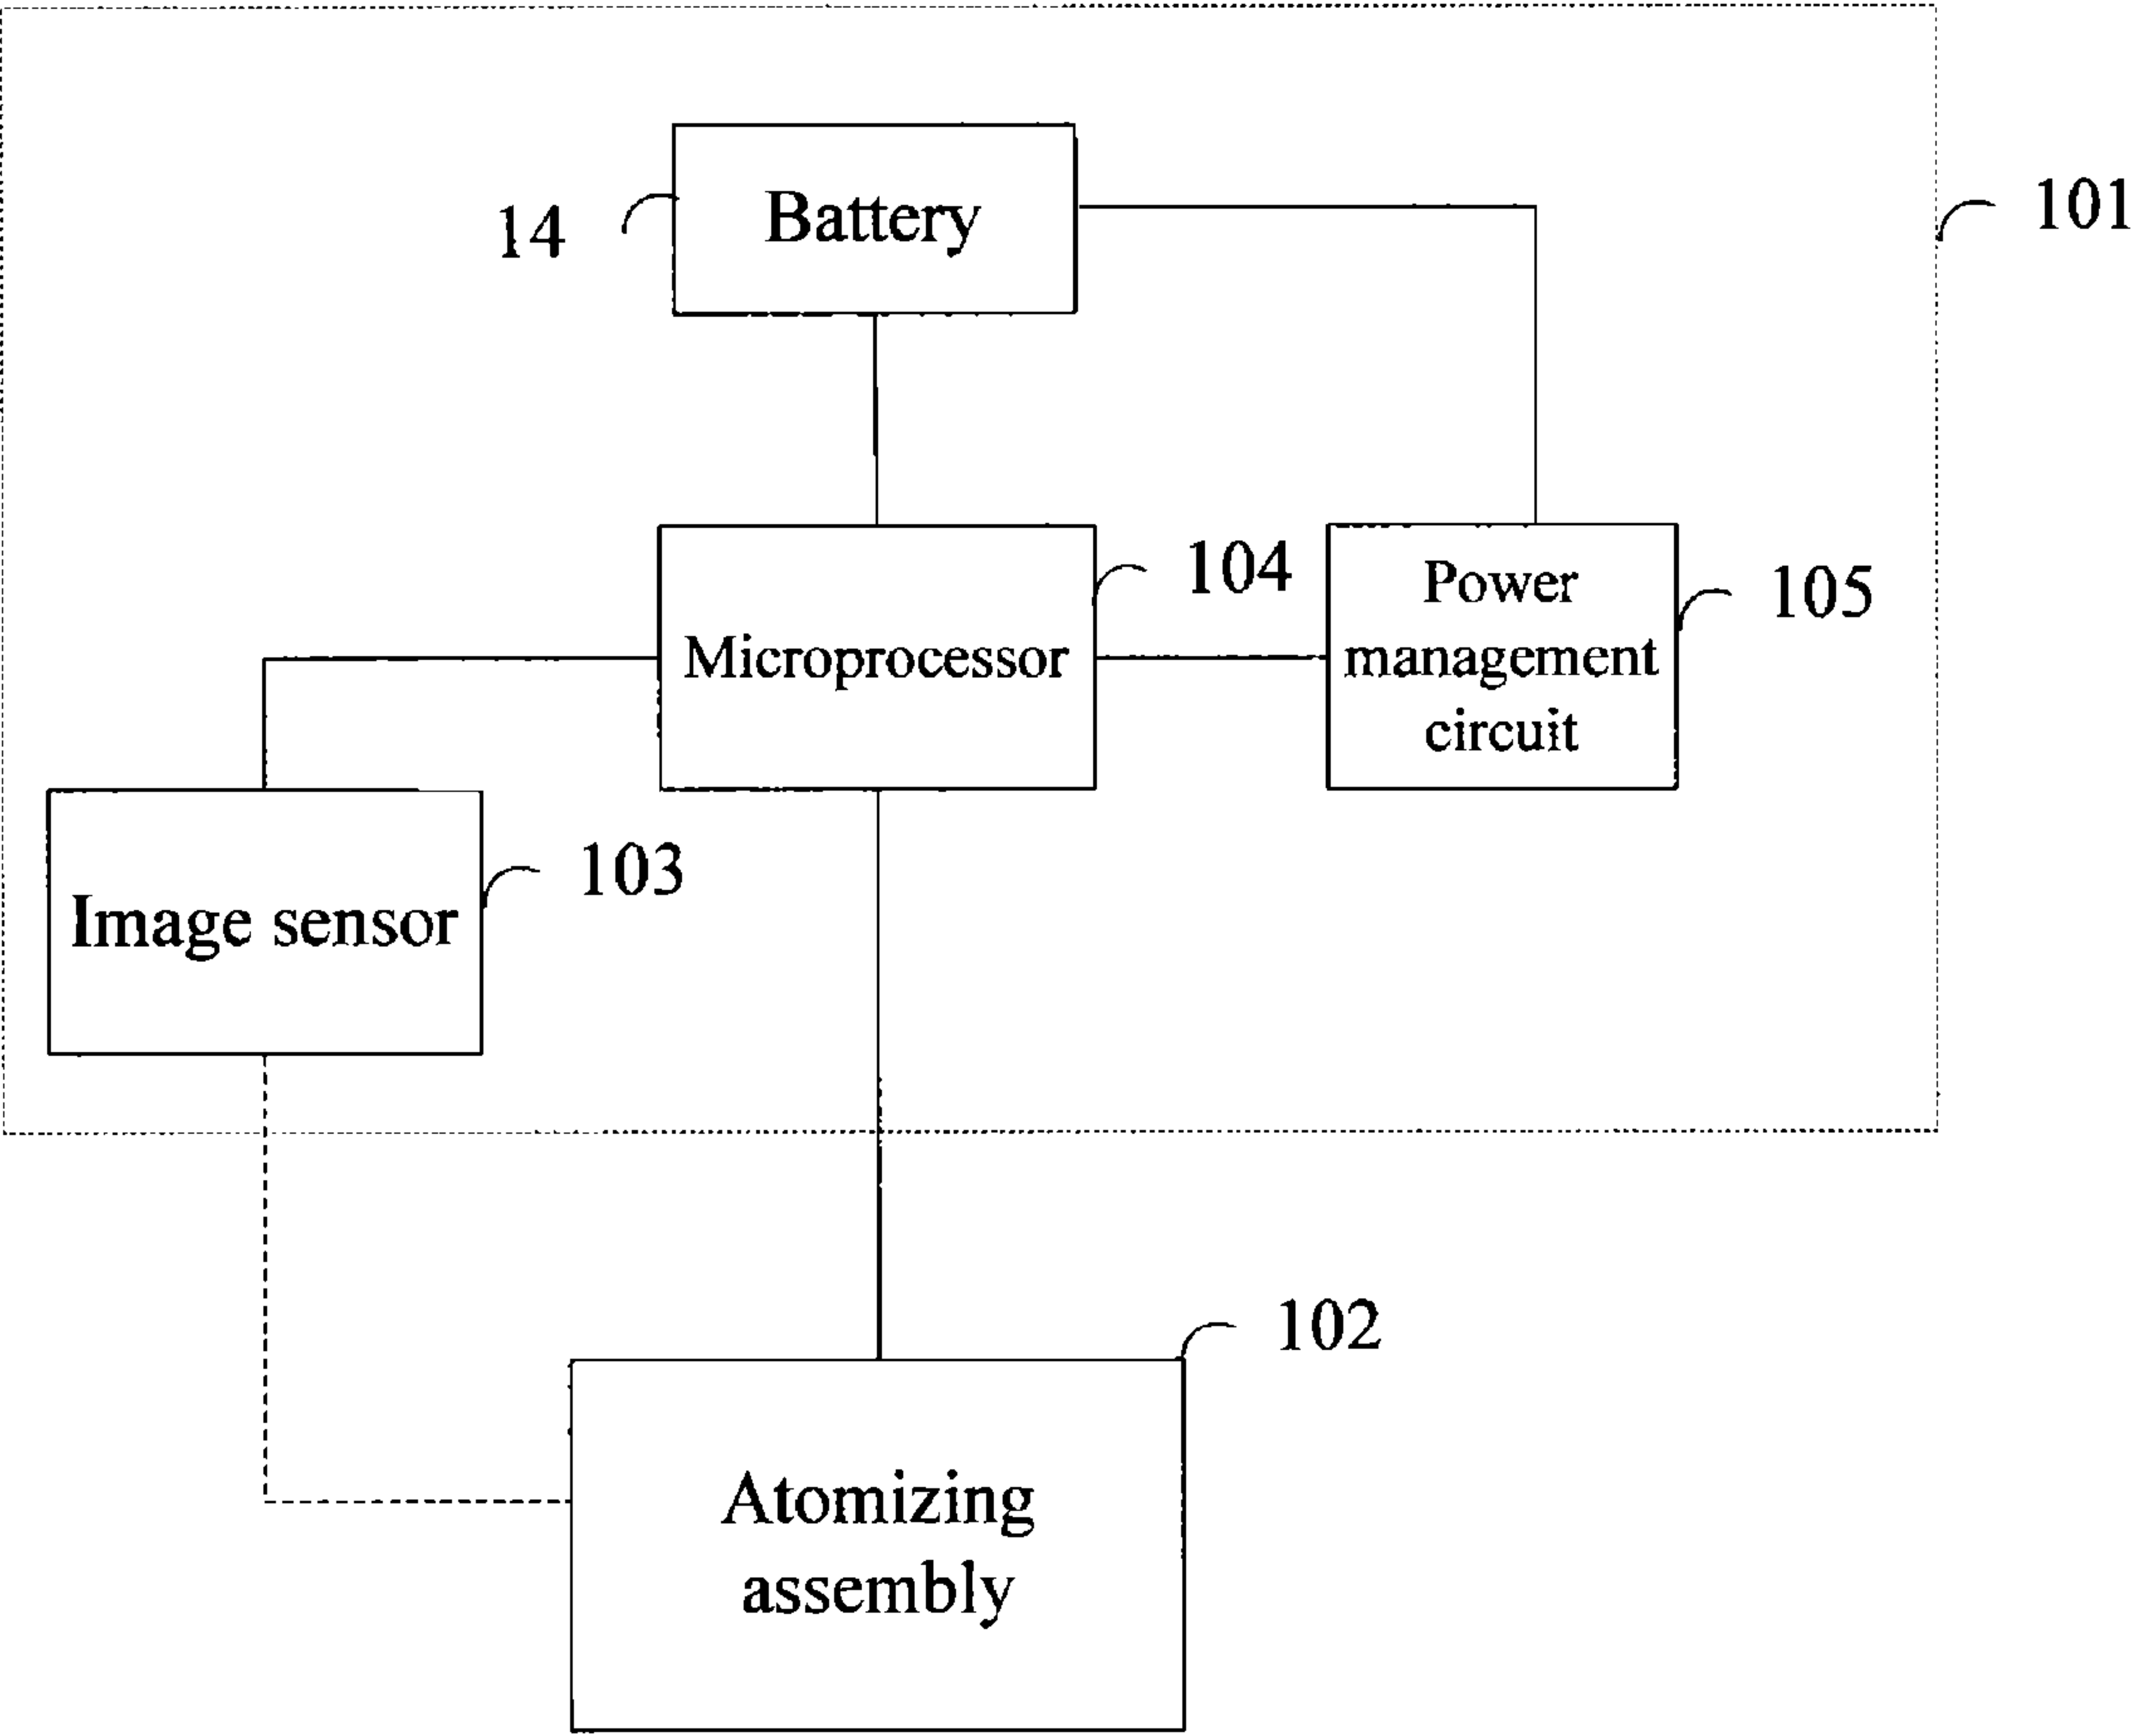 101
14
Battery
104
Power
management
circuit
105
Microprocessor
103
Image sensor
102
Atomizing
assembly